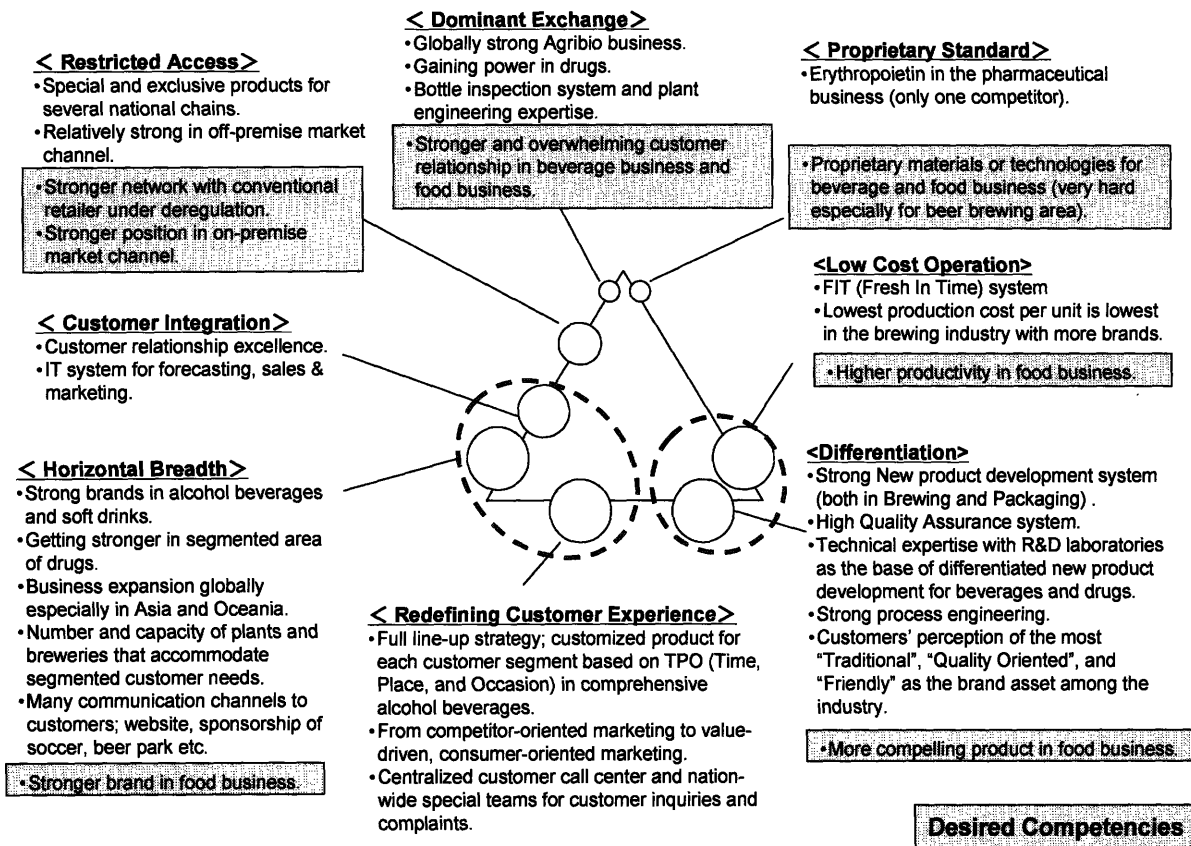 < Dominant Exchange>
•Globally strong Agribio business.
•Gaining power in drugs.
•Bottle inspection system and plant
engineering expertise.
•Stronger and overwhelming customer
relationship in beverage business and
food business.
< Restricted Access>
•Special and exclusive products for
several national chains.
•Relatively strong in off-premise market
channel.
•Stronger network with conventional
retailer under deregulation.
•Stronger position in on-premise
market channel.
< Proprietary Standard>
•Erythropoietin in the pharmaceutical
business (only one competitor).
•Proprietary materials or technologies for
beverage and food business (very hard
especially for beer brewing area).
<Low Cost Operation>
•FIT (Fresh In Time) system
•Lowest production cost per unit is lowest
in the brewing industry with more brands.
•Higher productivity in food business.
< Customer Integration>
•Customer relationship excellence.
•IT system for forecasting, sales &
marketing.
< Horizontal Breadth>
•Strong brands in alcohol beverages
and soft drinks.
•Getting stronger in segmented area
of drugs.
•Business expansion globally
especially in Asia and Oceania.
•Number and capacity of plants and
breweries that accommodate
segmented customer needs.
•Many communication channels to
customers; website, sponsorship of
soccer, beer park etc.
•Stronger brand in food business.
< Redefining Customer Experience>
•Full line-up strategy; customized product for
each customer segment based on TPO (Time,
Place, and Occasion) in comprehensive
alcohol beverages.
•From competitor-oriented marketing to value-
driven, consumer-oriented marketing.
•Centralized customer call center and nation-
wide special teams for customer inquiries and
complaints.
<Differentiation>
•Strong New product development system
(both in Brewing and Packaging) .
•High Quality Assurance system.
•Technical expertise with R&D laboratories
as the base of differentiated new product
development for beverages and drugs.
•Strong process engineering.
•Customers' perception of the most
"Traditional", "Quality Oriented", and
"Friendly" as the brand asset among the
industry.
•More compelling product in food business.
Desired Competencies